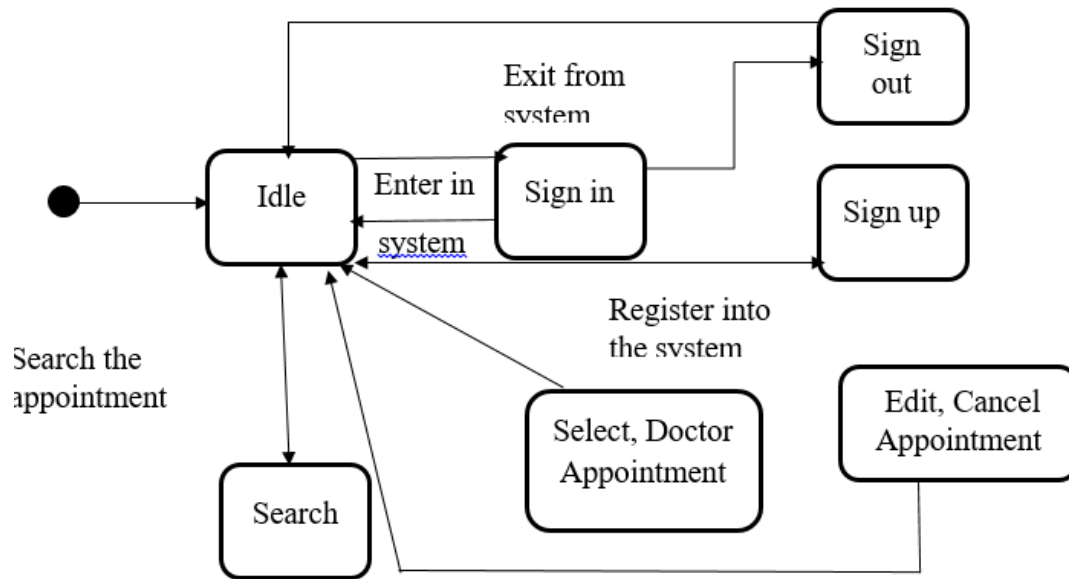 Sign
out
Exit from
system
Idle
Enter in
system
Sign in
Sign up
Register into
the system
Search the
appointment
Select, Doctor
Appointment
Edit, Cancel
Appointment
Search